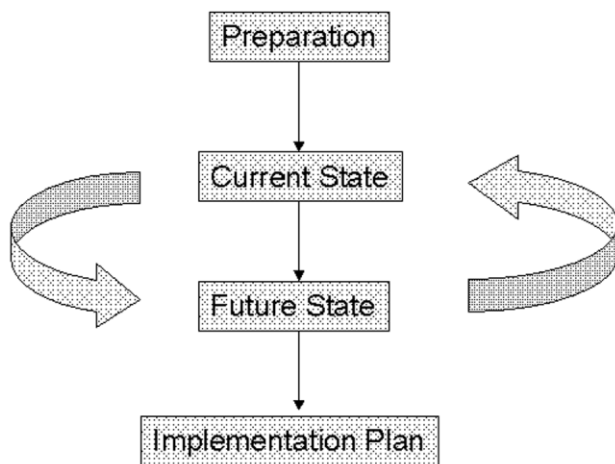 Preparation
Current State
Future State
Implementation Plan